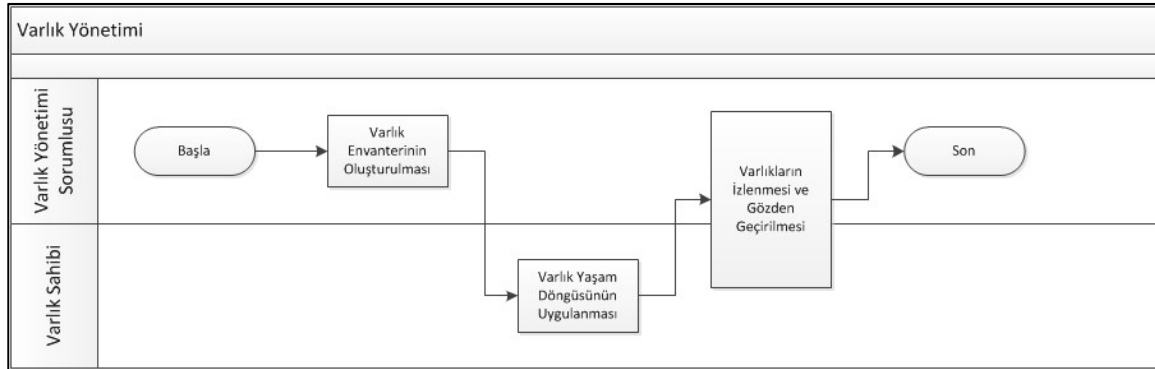 Varlık Yönetimi
Varlık Yönetimi
Sorumlusu
Başla
Varlık
Envanterinin
Oluşturulması
Varlıkların
İzlenmesi ve
Gözden
Geçirilmesi
Son
Varlık Sahibi
Varlık Yaşam
Döngüsünün
Uygulanması